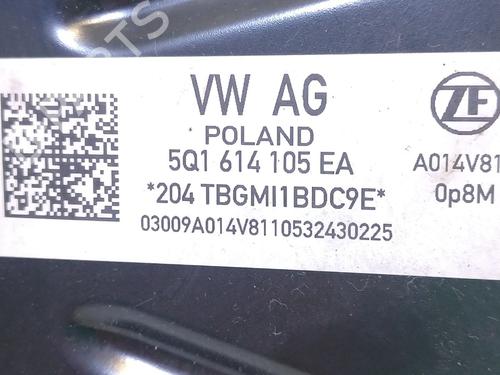 VW AG
POLAND
5Q1 614 105 EA
*204 TBGMI1BDC9E*
03009A014V8110532430225
ZF
A014V81
0p8M